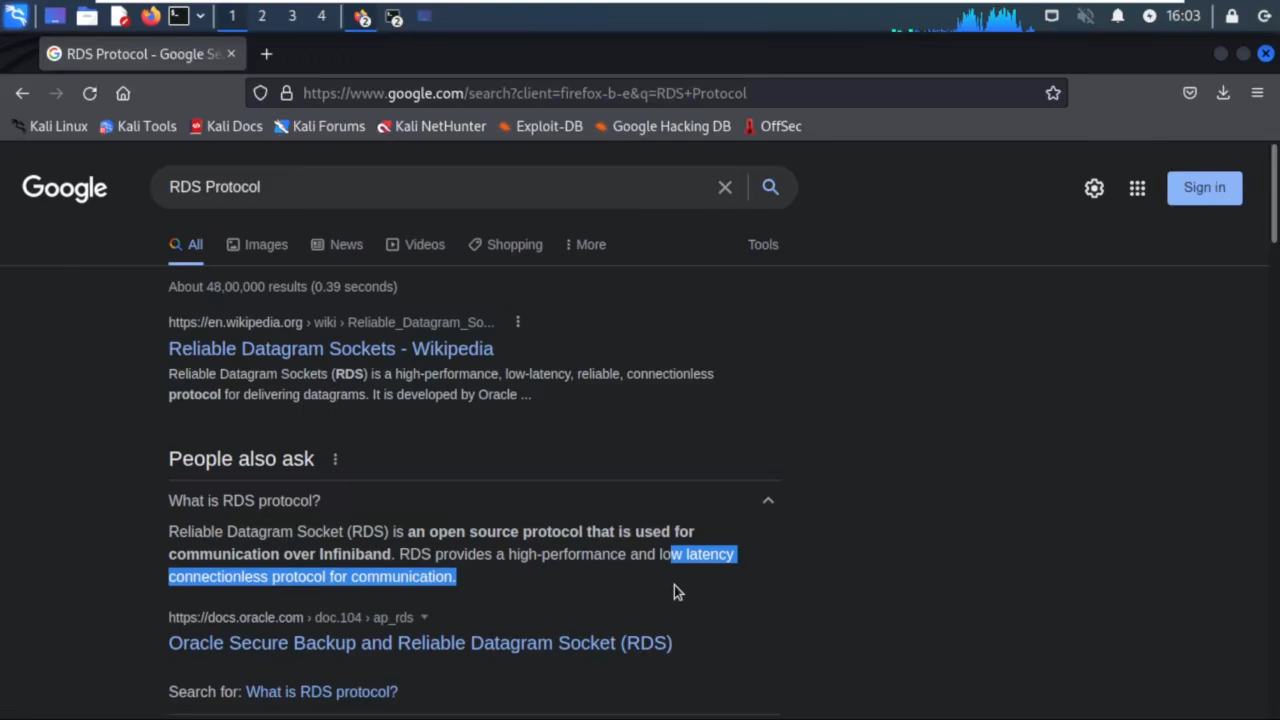 1 2 3 4 2 2 16:03
RDS Protocol - Google Se
https://www.google.com/search?client=firefox-b-e&q=RDS+Protocol
Kali Linux Kali Tools Kali Docs Kali Forums Kali NetHunter Exploit-DB Google Hacking DB OffSec
Google RDS Protocol Sign in
All Images News Videos Shopping More Tools
About 48,00,000 results (0.39 seconds)
https://en.wikipedia.org › wiki › Reliable_Datagram_So...
Reliable Datagram Sockets - Wikipedia
Reliable Datagram Sockets (RDS) is a high-performance, low-latency, reliable, connectionless
protocol for delivering datagrams. It is developed by Oracle ...
People also ask
What is RDS protocol?
Reliable Datagram Socket (RDS) is an open source protocol that is used for
communication over Infiniband. RDS provides a high-performance and low latency
connectionless protocol for communication.
https://docs.oracle.com › doc.104 › ap_rds
Oracle Secure Backup and Reliable Datagram Socket (RDS)
Search for: What is RDS protocol?